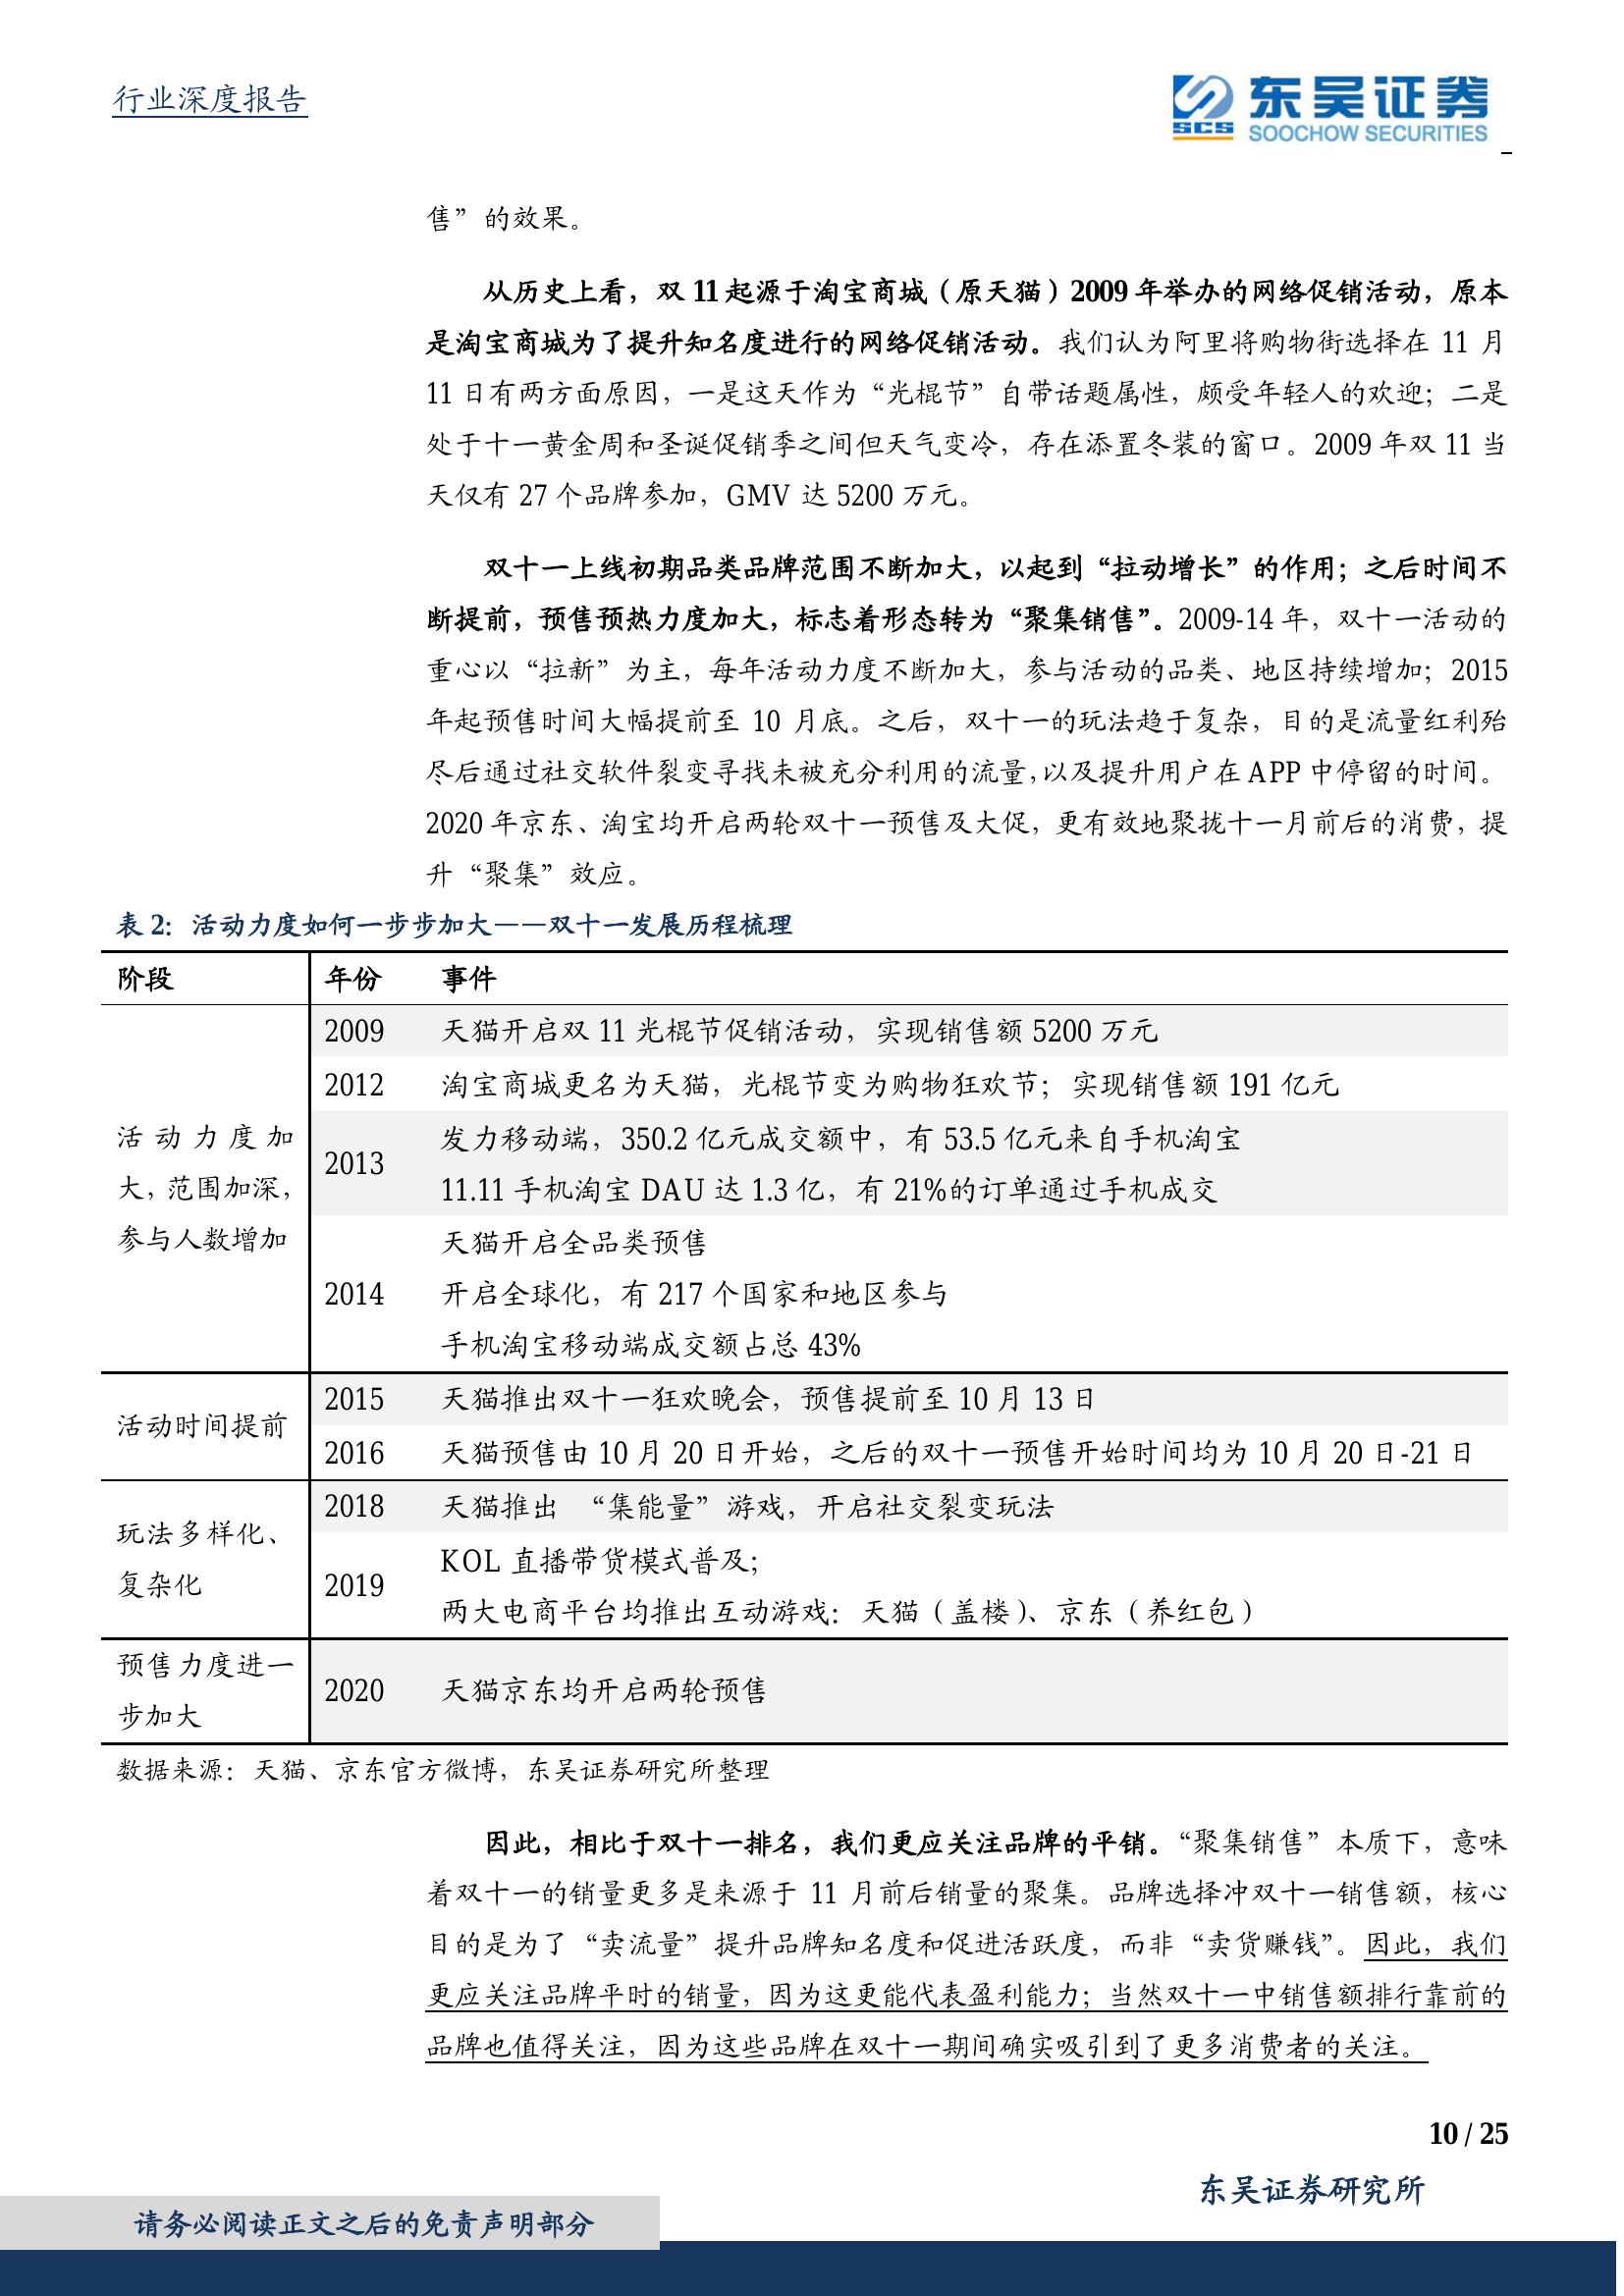 行业深度报告
东吴证券
SCS
SOOCHOW SECURITIES
售”的效果。
从历史上看，双 11 起源于淘宝商城（原天猫）2009 年举办的网络促销活动，原本
是淘宝商城为了提升知名度进行的网络促销活动。我们认为阿里将购物街选择在 11 月
11 日有两方面原因，一是这天作为“光棍节”自带话题属性，颇受年轻人的欢迎；二是
处于十一黄金周和圣诞促销季之间但天气变冷，存在添置冬装的窗口。2009 年双 11 当
天仅有 27 个品牌参加，GMV 达 5200 万元。
双十一上线初期品类品牌范围不断加大，以起到“拉动增长”的作用；之后时间不
断提前，预售预热力度加大，标志着形态转为“聚集销售”。2009-14 年，双十一活动的
重心以“拉新”为主，每年活动力度不断加大，参与活动的品类、地区持续增加；2015
年起预售时间大幅提前至 10 月底。之后，双十一的玩法趋于复杂，目的是流量红利殆
尽后通过社交软件裂变寻找未被充分利用的流量，以及提升用户在 APP 中停留的时间。
2020 年京东、淘宝均开启两轮双十一预售及大促，更有效地聚拢十一月前后的消费，提
升“聚集”效应。
表 2：活动力度如何一步步加大——双十一发展历程梳理
阶段 年份 事件
活动力度加
大，范围加深，
参与人数增加
2009 天猫开启双 11 光棍节促销活动，实现销售额 5200 万元
2012 淘宝商城更名为天猫，光棍节变为购物狂欢节；实现销售额 191 亿元
2013
发力移动端，350.2 亿元成交额中，有 53.5 亿元来自手机淘宝
11.11 手机淘宝 DAU 达 1.3 亿，有 21%的订单通过手机成交
2014
天猫开启全品类预售
开启全球化，有 217 个国家和地区参与
手机淘宝移动端成交额占总 43%
活动时间提前
2015 天猫推出双十一狂欢晚会，预售提前至 10 月 13 日
2016 天猫预售由 10 月 20 日开始，之后的双十一预售开始时间均为 10 月 20 日-21 日
玩法多样化、
复杂化
2018 天猫推出 “集能量”游戏，开启社交裂变玩法
2019
KOL 直播带货模式普及；
两大电商平台均推出互动游戏：天猫（盖楼）、京东（养红包）
预售力度进一
步加大
2020 天猫京东均开启两轮预售
数据来源：天猫、京东官方微博，东吴证券研究所整理
因此，相比于双十一排名，我们更应关注品牌的平销。“聚集销售”本质下，意味
着双十一的销量更多是来源于 11 月前后销量的聚集。品牌选择冲双十一销售额，核心
目的是为了“卖流量”提升品牌知名度和促进活跃度，而非“卖货赚钱”。因此，我们
更应关注品牌平时的销量，因为这更能代表盈利能力；当然双十一中销售额排行靠前的
品牌也值得关注，因为这些品牌在双十一期间确实吸引到了更多消费者的关注。
10 / 25
东吴证券研究所
请务必阅读正文之后的免责声明部分